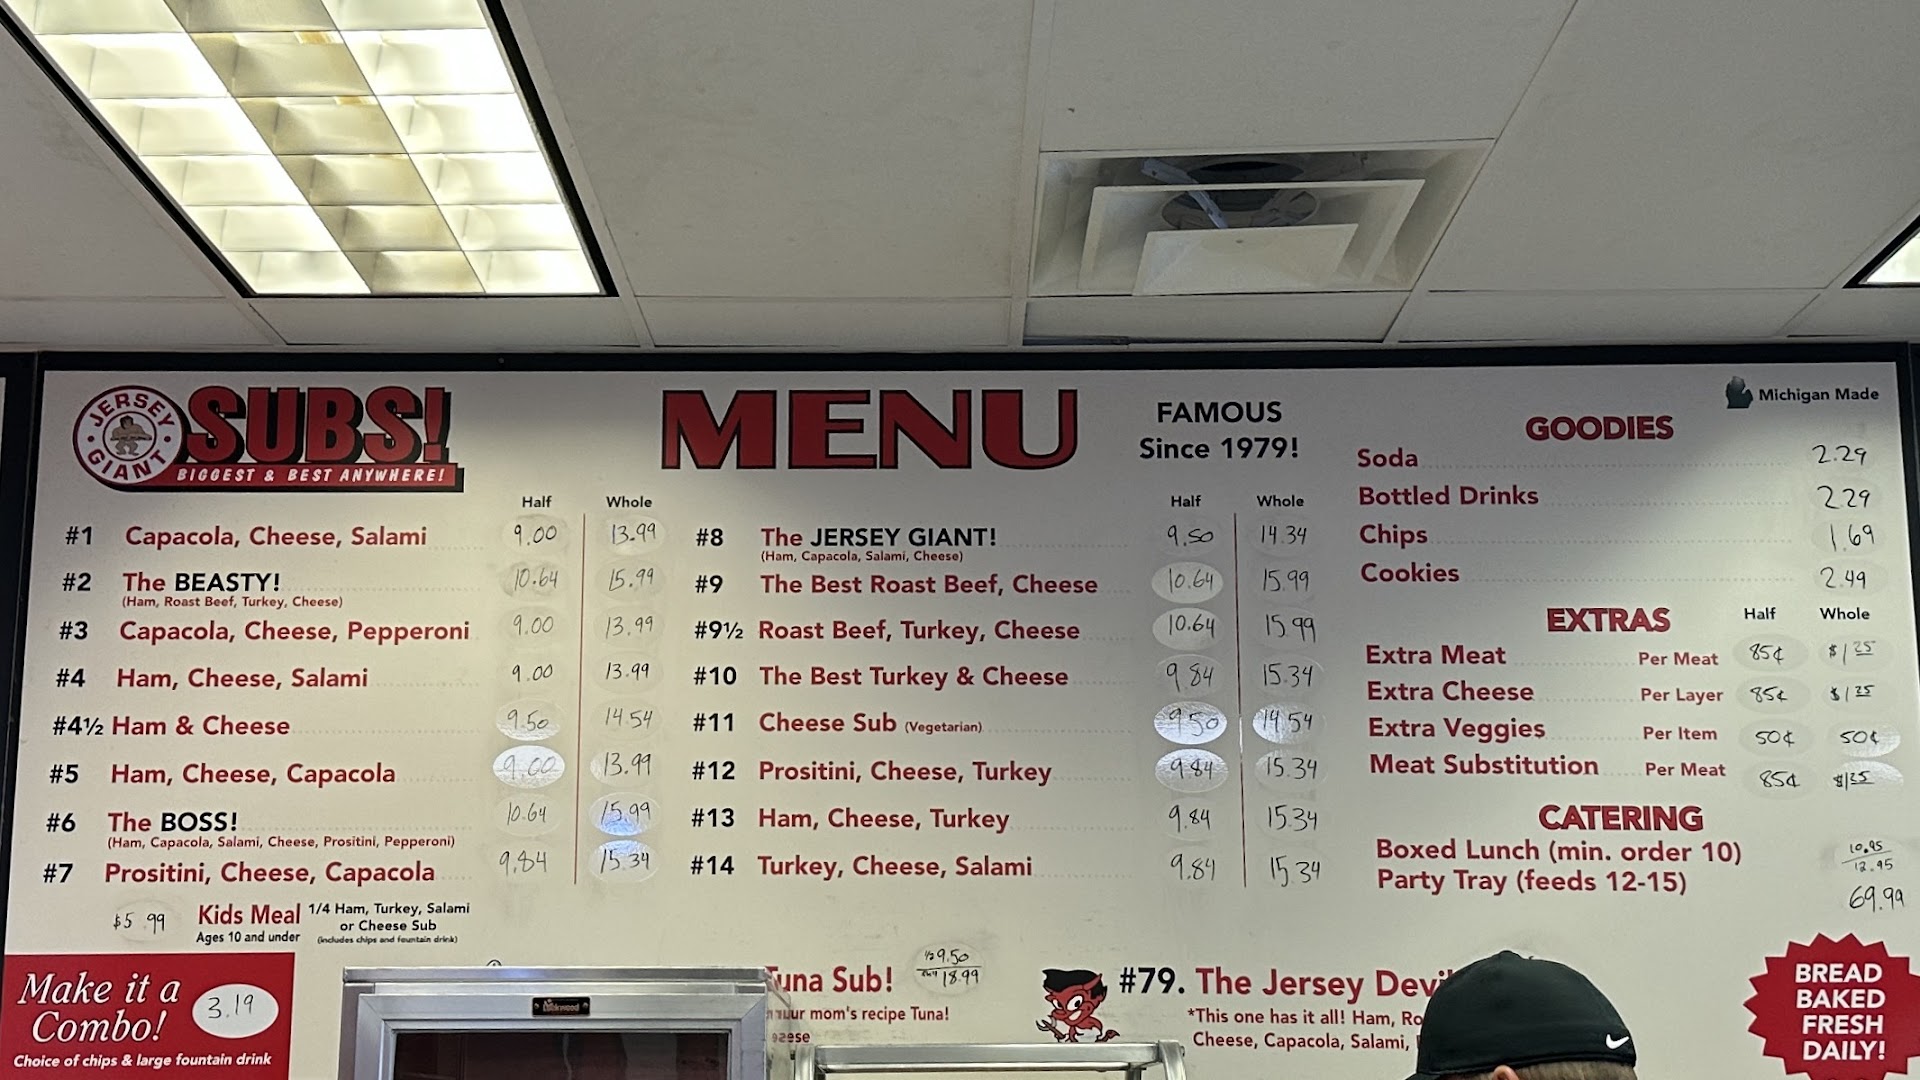 JERSEY GIANT
SUBS!
BIGGEST & BEST ANYWHERE!
MENU
FAMOUS
Since 1979!
Michigan Made
Half Whole
#1 Capacola, Cheese, Salami 9.00 13.99
#2 The BEASTY! 10.64 15.99
(Ham, Roast Beef, Turkey, Cheese)
#3 Capacola, Cheese, Pepperoni 9.00 13.99
#4 Ham, Cheese, Salami 9.00 13.99
#4½ Ham & Cheese 9.50 14.54
#5 Ham, Cheese, Capacola 9.00 13.99
#6 The BOSS! 10.64 15.99
(Ham, Capacola, Salami, Cheese, Prositini, Pepperoni)
#7 Prositini, Cheese, Capacola 9.84 15.34
$5.99 Kids Meal 1/4 Ham, Turkey, Salami
Ages 10 and under or Cheese Sub
(includes chips and fountain drink)
Make it a
Combo! 3.19
Choice of chips & large fountain drink
Half Whole
#8 The JERSEY GIANT! 9.50 14.34
(Ham, Capacola, Salami, Cheese)
#9 The Best Roast Beef, Cheese 10.64 15.99
#9½ Roast Beef, Turkey, Cheese 10.64 15.99
#10 The Best Turkey & Cheese 9.84 15.34
#11 Cheese Sub (Vegetarian) 9.50 14.54
#12 Prositini, Cheese, Turkey 9.84 15.34
#13 Ham, Cheese, Turkey 9.84 15.34
#14 Turkey, Cheese, Salami 9.84 15.34
Tuna Sub! ½ 9.50
18.99
mom's recipe Tuna!
#79. The Jersey Devil
*This one has it all! Ham, Ro
Cheese, Capacola, Salami,
GOODIES
Soda 2.29
Bottled Drinks 2.29
Chips 1.69
Cookies 2.49
EXTRAS Half Whole
Extra Meat Per Meat 85¢ $1.25
Extra Cheese Per Layer 85¢ $1.25
Extra Veggies Per Item 50¢ 50¢
Meat Substitution Per Meat 85¢ $1.25
CATERING
Boxed Lunch (min. order 10) 10.95
12.95
Party Tray (feeds 12-15) 69.99
BREAD
BAKED
FRESH
DAILY!